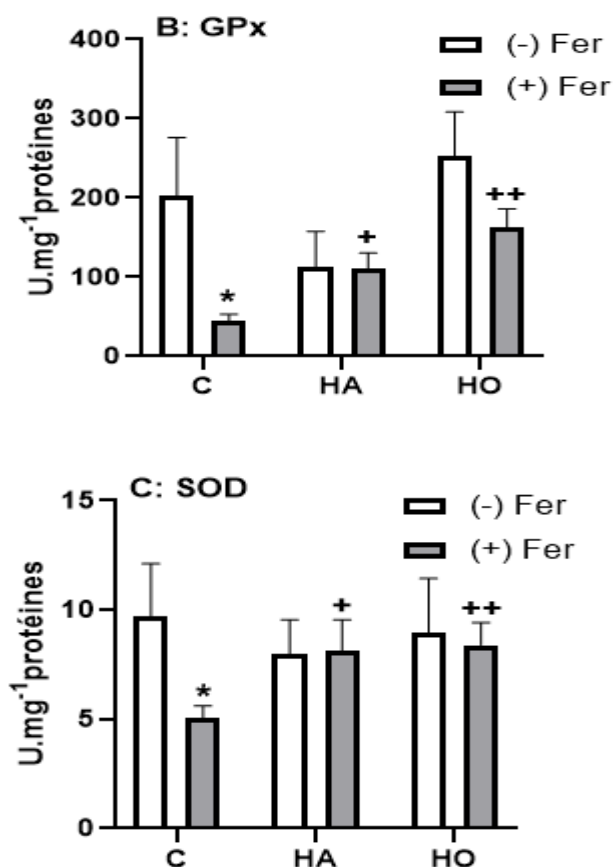 B: GPx
(-) Fer
(+) Fer
U.mg⁻¹protéines
400
300
200
100
0
*
+
++
C
HA
HO
C: SOD
(-) Fer
(+) Fer
U.mg⁻¹protéines
15
10
5
0
*
+
++
C
HA
HO